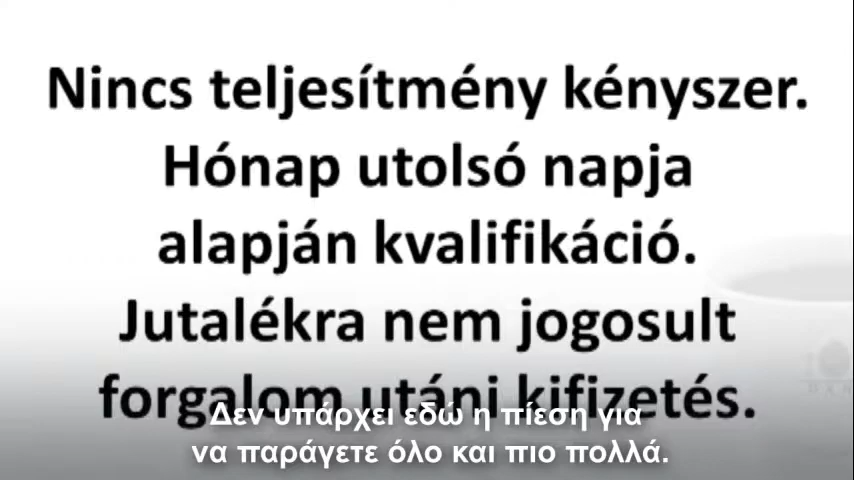 Nincs teljesítmény kényszer.
Hónap utolsó napja
alapján kvalifikáció.
Jutalékra nem jogosult
forgalom utáni kifizetés.
Δεν υπάρχει εδώ η πίεση για
να παράγετε όλο και πιο πολλά.